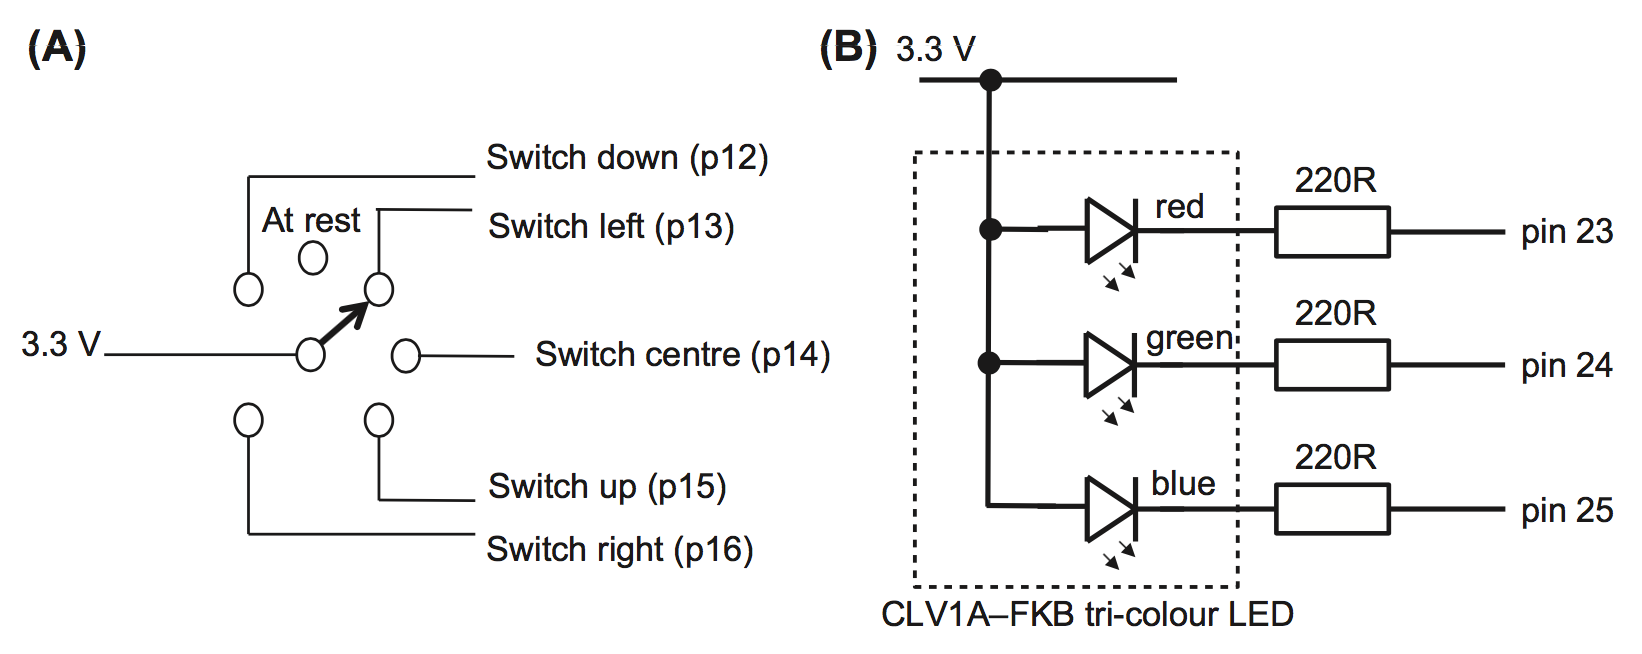 (A)
Switch down (p12)
At rest
Switch left (p13)
3.3 V
Switch centre (p14)
Switch up (p15)
Switch right (p16)
(B) 3.3 V
red
220R
pin 23
green
220R
pin 24
blue
220R
pin 25
CLV1A–FKB tri-colour LED